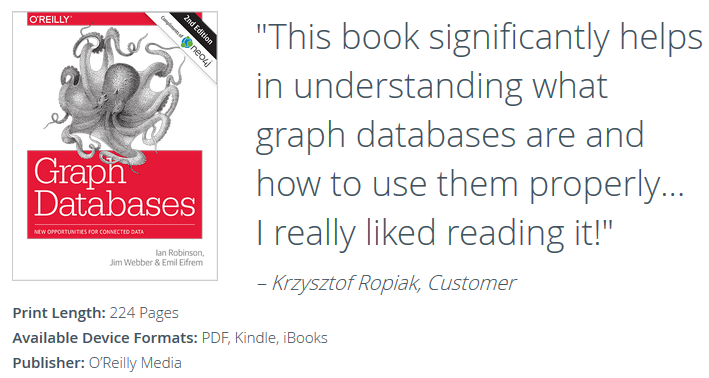 O'REILLY®
2nd Edition
Compliments of
neo4j
Graph
Databases
NEW OPPORTUNITIES FOR CONNECTED DATA
Ian Robinson,
Jim Webber & Emil Eifrem
"This book significantly helps
in understanding what
graph databases are and
how to use them properly...
I really liked reading it!"
– Krzysztof Ropiak, Customer
Print Length: 224 Pages
Available Device Formats: PDF, Kindle, iBooks
Publisher: O’Reilly Media